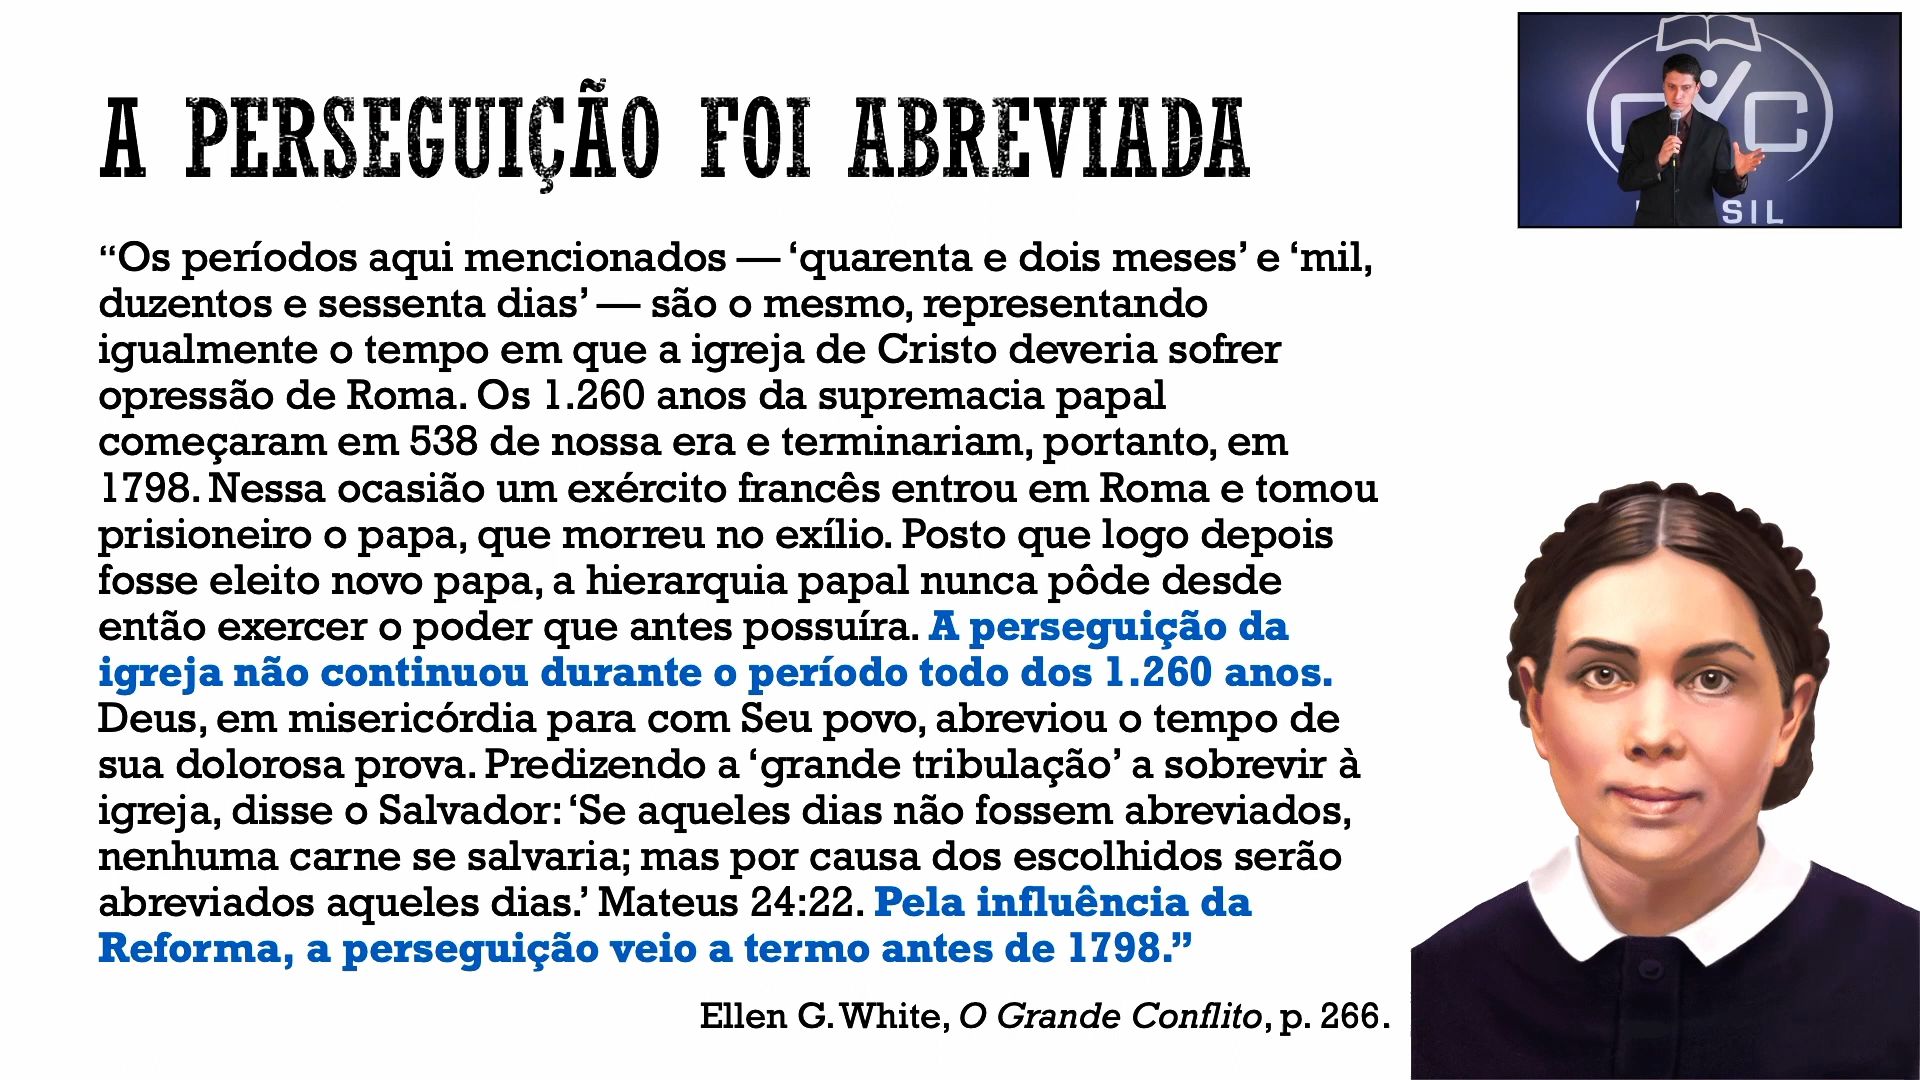 A PERSEGUIÇÃO FOI ABREVIADA
“Os períodos aqui mencionados — ‘quarenta e dois meses’ e ‘mil,
duzentos e sessenta dias’ — são o mesmo, representando
igualmente o tempo em que a igreja de Cristo deveria sofrer
opressão de Roma. Os 1.260 anos da supremacia papal
começaram em 538 de nossa era e terminariam, portanto, em
1798. Nessa ocasião um exército francês entrou em Roma e tomou
prisioneiro o papa, que morreu no exílio. Posto que logo depois
fosse eleito novo papa, a hierarquia papal nunca pôde desde
então exercer o poder que antes possuíra. A perseguição da
igreja não continuou durante o período todo dos 1.260 anos.
Deus, em misericórdia para com Seu povo, abreviou o tempo de
sua dolorosa prova. Predizendo a ‘grande tribulação’ a sobrevir à
igreja, disse o Salvador: ‘Se aqueles dias não fossem abreviados,
nenhuma carne se salvaria; mas por causa dos escolhidos serão
abreviados aqueles dias.’ Mateus 24:22. Pela influência da
Reforma, a perseguição veio a termo antes de 1798.”
Ellen G. White, O Grande Conflito, p. 266.